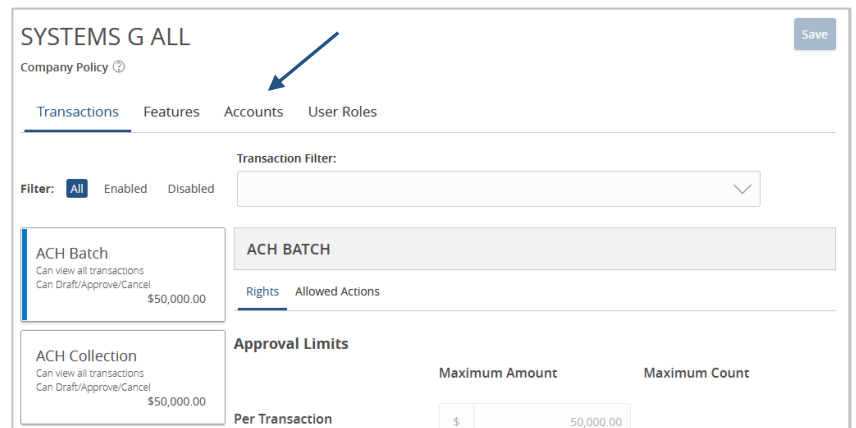 SYSTEMS G ALL
Save
Company Policy ?
Transactions Features Accounts User Roles
Transaction Filter:
Filter: All Enabled Disabled
ACH Batch
Can view all transactions
Can Draft/Approve/Cancel
$50,000.00
ACH BATCH
Rights Allowed Actions
ACH Collection
Can view all transactions
Can Draft/Approve/Cancel
$50,000.00
Approval Limits
Maximum Amount Maximum Count
Per Transaction $ 50,000.00